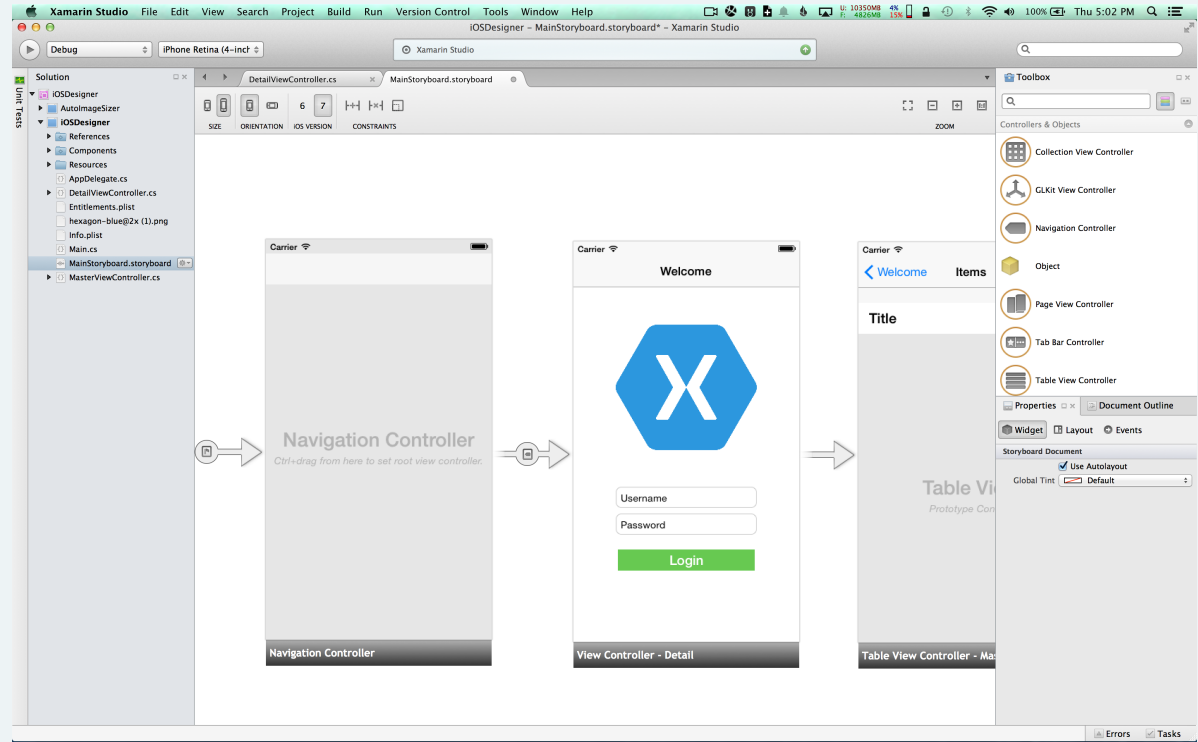 Xamarin Studio File Edit View Search Project Build Run Version Control Tools Window Help U: 10350MB 4% 100% Thu 5:02 PM
F: 4826MB 15%
iOSDesigner – MainStoryboard.storyboard* – Xamarin Studio
Debug iPhone Retina (4-inch Xamarin Studio
Unit Tests
Solution
iOSDesigner
AutoImageSizer
iOSDesigner
References
Components
Resources
AppDelegate.cs
DetailViewController.cs
Entitlements.plist
hexagon-blue@2x (1).png
Info.plist
Main.cs
MainStoryboard.storyboard
MasterViewController.cs
DetailViewController.cs MainStoryboard.storyboard
6 7
SIZE ORIENTATION iOS VERSION CONSTRAINTS ZOOM
Carrier
Navigation Controller
Ctrl+drag from here to set root view controller.
Navigation Controller
Carrier
Welcome
Username
Password
Login
View Controller - Detail
Carrier
Welcome Items
Title
Table Vi
Prototype Con
Table View Controller - Mas
Toolbox
Controllers & Objects
Collection View Controller
GLKit View Controller
Navigation Controller
Object
Page View Controller
Tab Bar Controller
Table View Controller
Properties Document Outline
Widget Layout Events
Storyboard Document
Use Autolayout
Global Tint Default
Errors Tasks